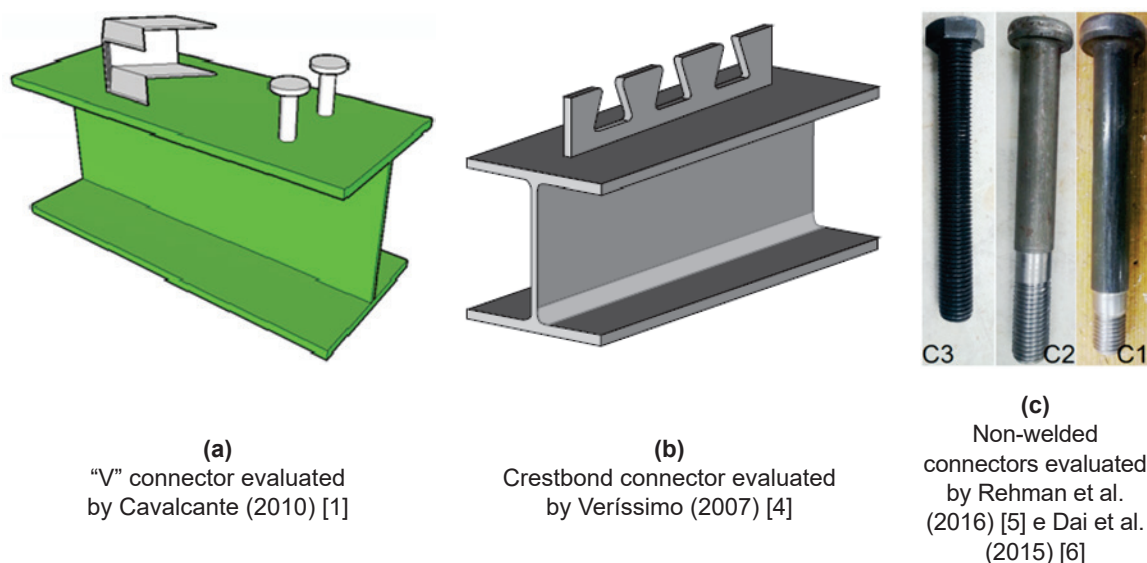 C3
C2
C1
(a)
“V” connector evaluated
by Cavalcante (2010) [1]
(b)
Crestbond connector evaluated
by Veríssimo (2007) [4]
(c)
Non-welded
connectors evaluated
by Rehman et al.
(2016) [5] e Dai et al.
(2015) [6]